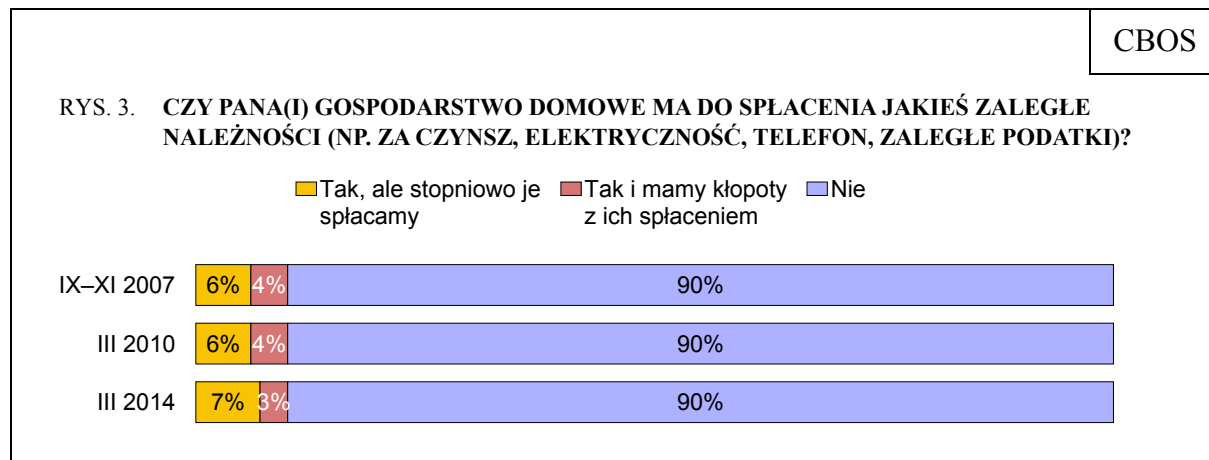 CBOS
RYS. 3. CZY PANA(I) GOSPODARSTWO DOMOWE MA DO SPŁACENIA JAKIEŚ ZALEGŁE
NALEŻNOŚCI (NP. ZA CZYNSZ, ELEKTRYCZNOŚĆ, TELEFON, ZALEGŁE PODATKI)?
Tak, ale stopniowo je spłacamy
Tak i mamy kłopoty z ich spłaceniem
Nie
IX–XI 2007 6% 4% 90%
III 2010 6% 4% 90%
III 2014 7% 3% 90%